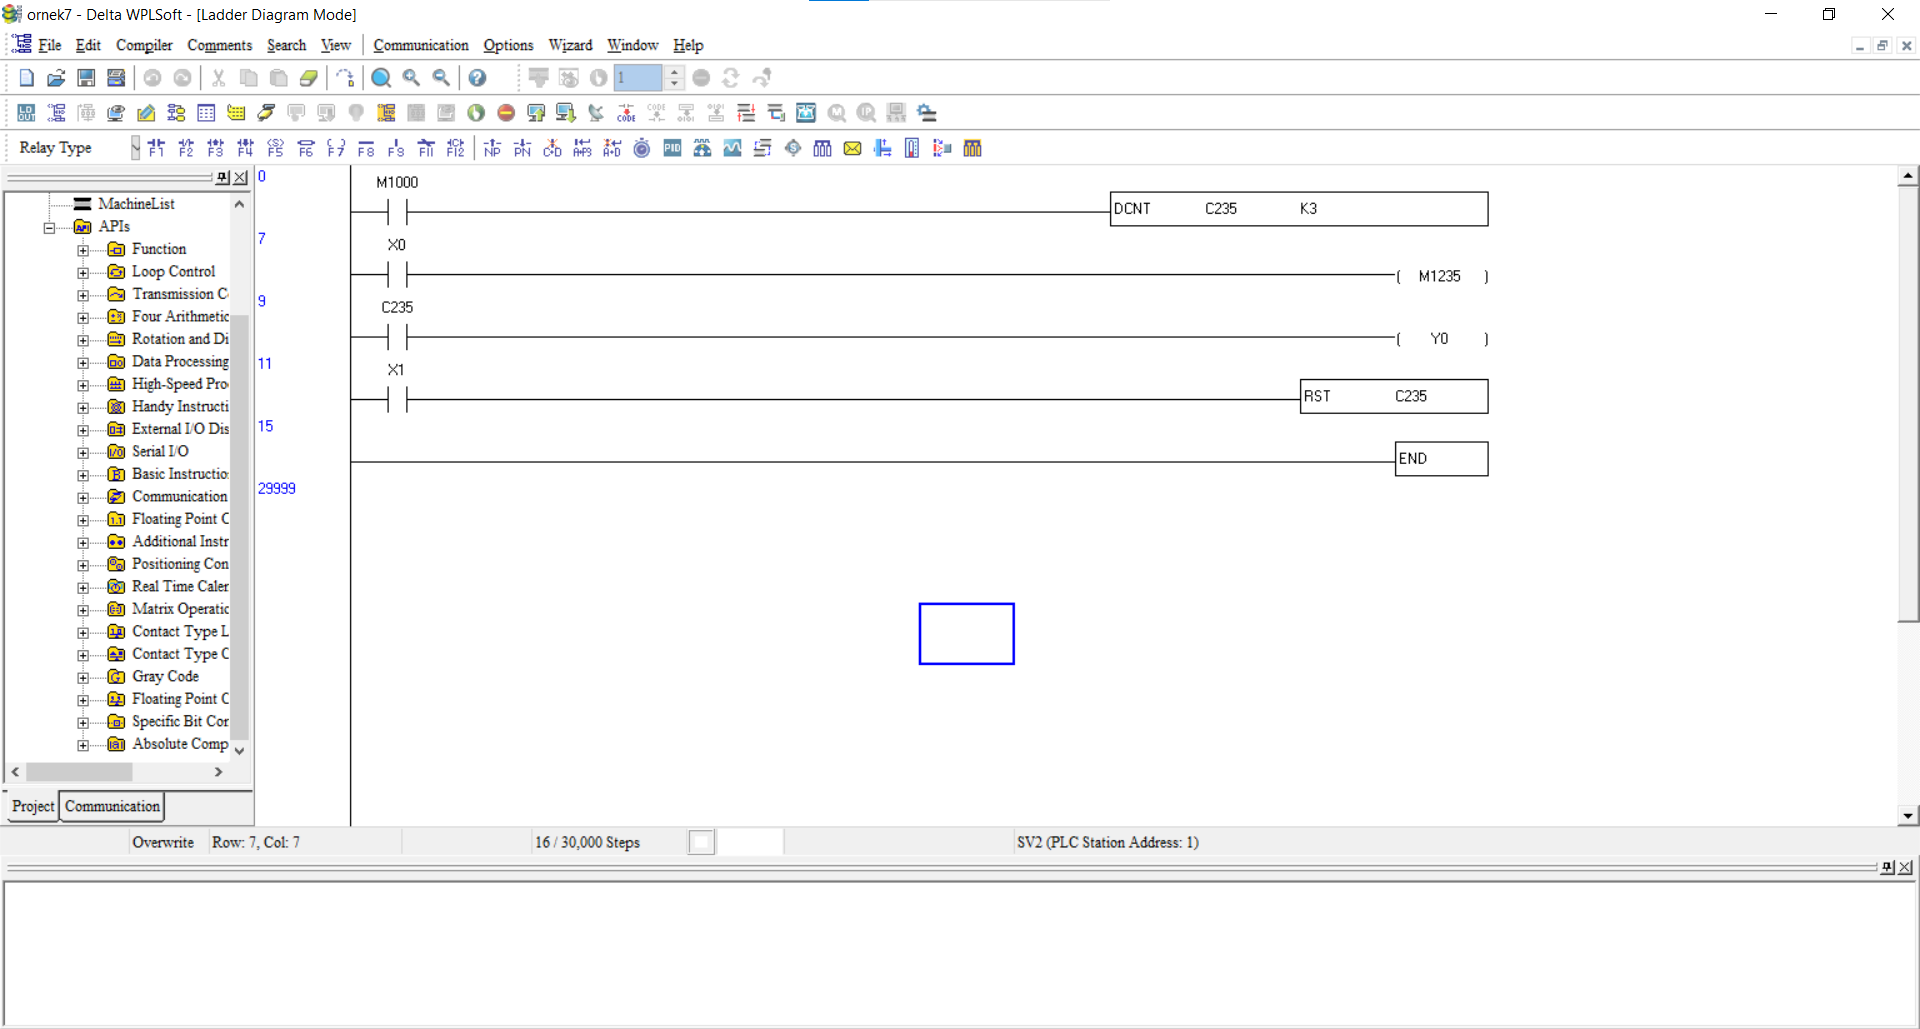 ornek7 - Delta WPLSoft - [Ladder Diagram Mode]
File Edit Compiler Comments Search View Communication Options Wizard Window Help
1
LD OUT
CODE CODE
Relay Type F1 F2 F3 F4 F5 F6 F7 F8 F9 F11 F12 NP PN PID
MachineList
APIs
Function
Loop Control
Transmission C
Four Arithmetic
Rotation and Di
Data Processing
High-Speed Pro
Handy Instructi
External I/O Dis
Serial I/O
Basic Instructio
Communication
Floating Point C
Additional Instr
Positioning Con
Real Time Caler
Matrix Operatic
Contact Type L
Contact Type C
Gray Code
Floating Point C
Specific Bit Cor
Absolute Comp
Project Communication
0
M1000
DCNT C235 K3
7
X0
( M1235 )
9
C235
( Y0 )
11
X1
RST C235
15
END
29999
Overwrite Row: 7, Col: 7 16 / 30,000 Steps SV2 (PLC Station Address: 1)